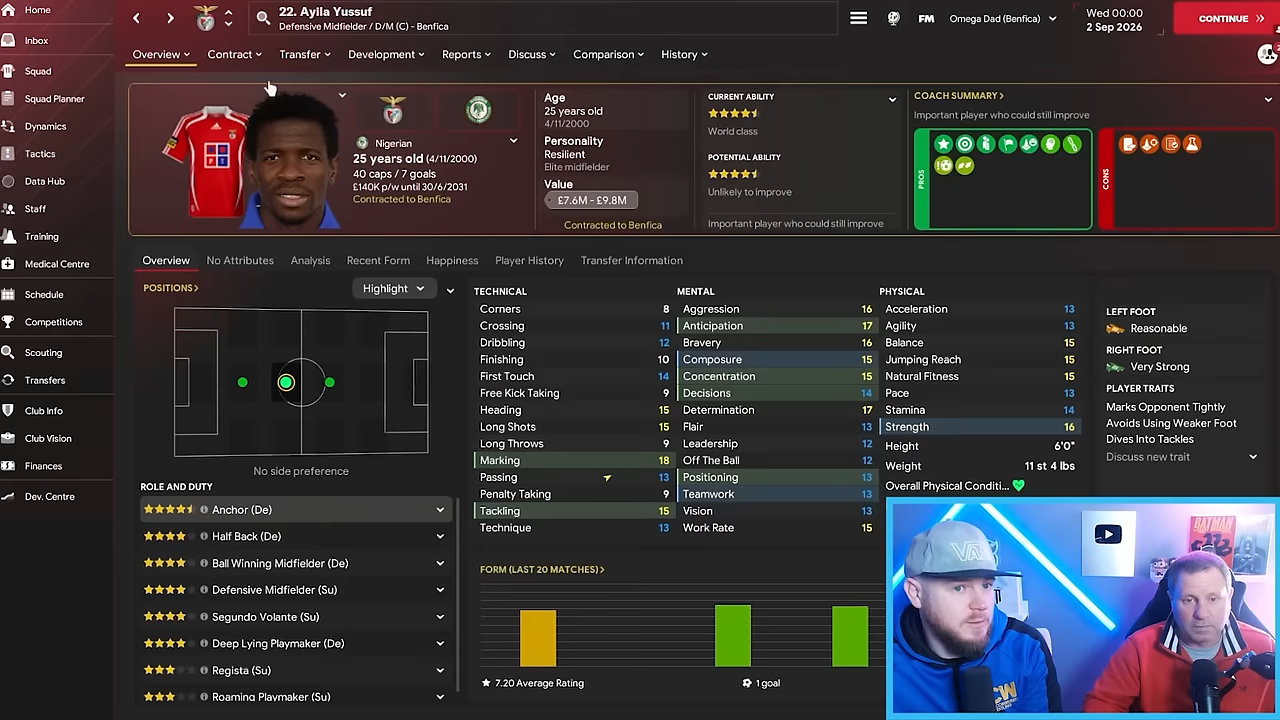 Home
Inbox
Squad
Squad Planner
Dynamics
Tactics
Data Hub
Staff
Training
Medical Centre
Schedule
Competitions
Scouting
Transfers
Club Info
Club Vision
Finances
Dev. Centre
22. Ayila Yussuf
Defensive Midfielder / D/M (C) - Benfica
FM
Omega Dad (Benfica)
Wed 00:00
2 Sep 2026
CONTINUE
Overview
Contract
Transfer
Development
Reports
Discuss
Comparison
History
Nigerian
25 years old (4/11/2000)
40 caps / 7 goals
£140K p/w until 30/6/2031
Contracted to Benfica
Age
25 years old
4/11/2000
Personality
Resilient
Elite midfielder
Value
£7.6M - £9.8M
Contracted to Benfica
CURRENT ABILITY
World class
POTENTIAL ABILITY
Unlikely to improve
Important player who could still improve
COACH SUMMARY >
Important player who could still improve
PROS
CONS
Overview
No Attributes
Analysis
Recent Form
Happiness
Player History
Transfer Information
POSITIONS >
Highlight
No side preference
ROLE AND DUTY
Anchor (De)
Half Back (De)
Ball Winning Midfielder (De)
Defensive Midfielder (Su)
Segundo Volante (Su)
Deep Lying Playmaker (De)
Regista (Su)
Roaming Playmaker (Su)
TECHNICAL
Corners 8
Crossing 11
Dribbling 12
Finishing 10
First Touch 14
Free Kick Taking 9
Heading 15
Long Shots 15
Long Throws 9
Marking 18
Passing 13
Penalty Taking 9
Tackling 15
Technique 13
MENTAL
Aggression 16
Anticipation 17
Bravery 16
Composure 15
Concentration 15
Decisions 14
Determination 17
Flair 13
Leadership 12
Off The Ball 12
Positioning 13
Teamwork 13
Vision 13
Work Rate 15
PHYSICAL
Acceleration 13
Agility 13
Balance 15
Jumping Reach 15
Natural Fitness 15
Pace 13
Stamina 14
Strength 16
Height 6'0"
Weight 11 st 4 lbs
Overall Physical Conditi...
LEFT FOOT
Reasonable
RIGHT FOOT
Very Strong
PLAYER TRAITS
Marks Opponent Tightly
Avoids Using Weaker Foot
Dives Into Tackles
Discuss new trait
FORM (LAST 20 MATCHES) >
7.20 Average Rating
1 goal
VANS
BATMAN
CW